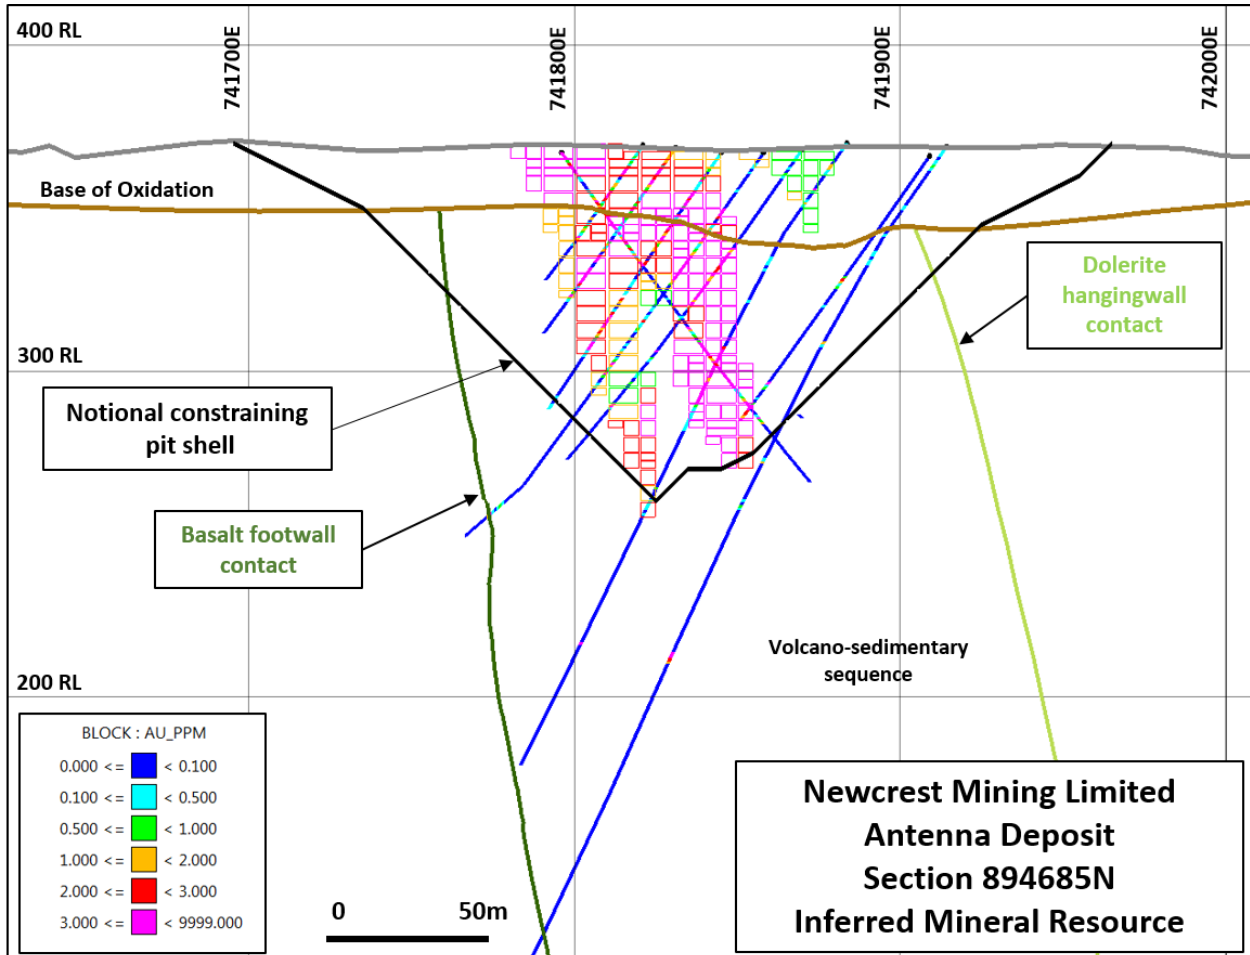 400 RL
741700E
741800E
741900E
742000E
Base of Oxidation
Dolerite
hangingwall
contact
300 RL
Notional constraining
pit shell
Basalt footwall
contact
Volcano-sedimentary
sequence
200 RL
BLOCK : AU_PPM
0.000 <= < 0.100
0.100 <= < 0.500
0.500 <= < 1.000
1.000 <= < 2.000
2.000 <= < 3.000
3.000 <= < 9999.000
0 50m
Newcrest Mining Limited
Antenna Deposit
Section 894685N
Inferred Mineral Resource